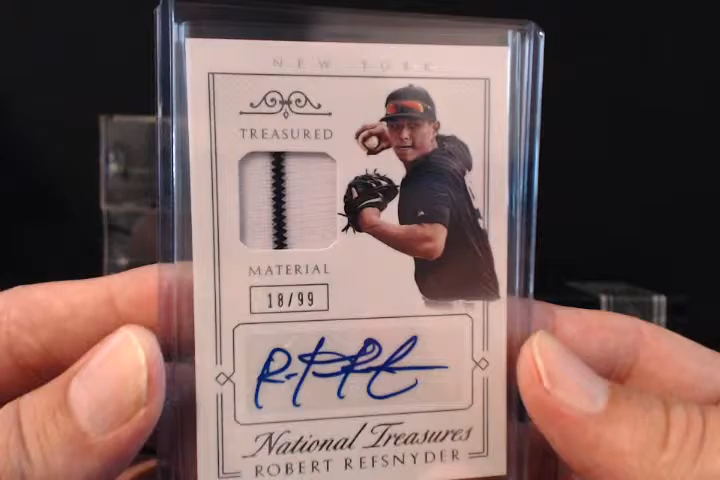 NEW YORK
TREASURED
MATERIAL
18/99
National Treasures
ROBERT REFSNYDER